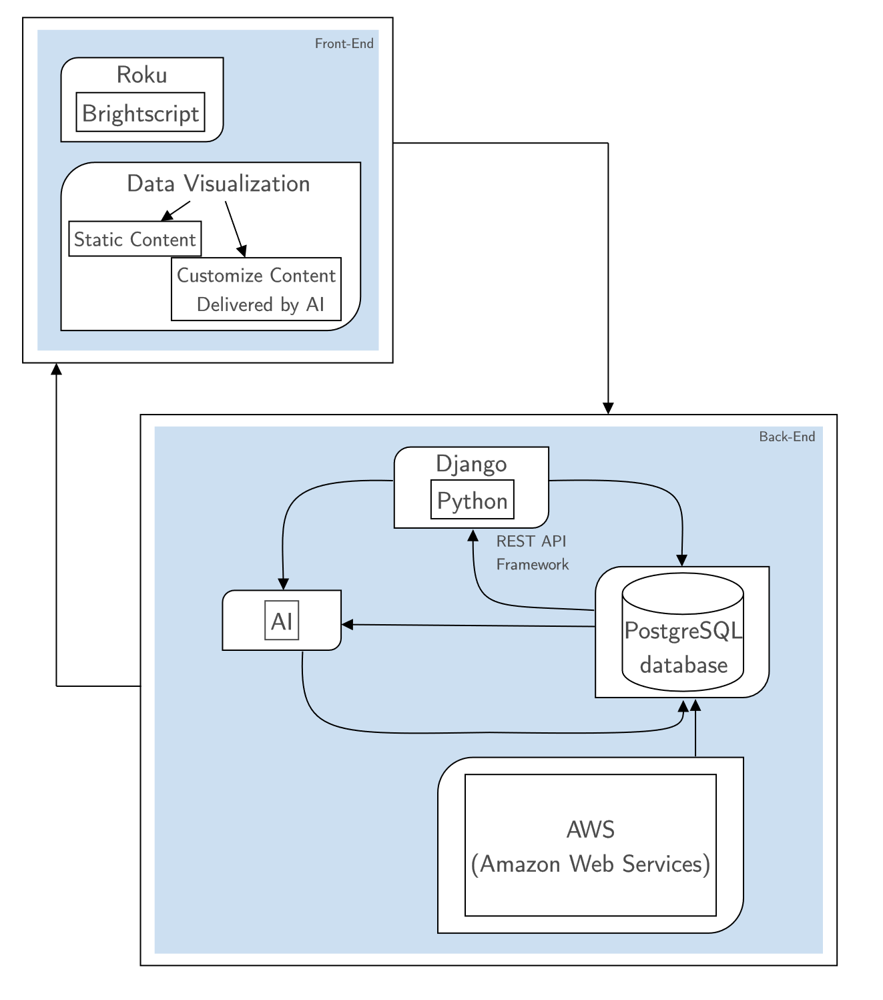 Front-End
Roku
Brightscript
Data Visualization
Static Content
Customize Content
Delivered by AI
Back-End
Django
Python
REST API
Framework
AI
PostgreSQL
database
AWS
(Amazon Web Services)